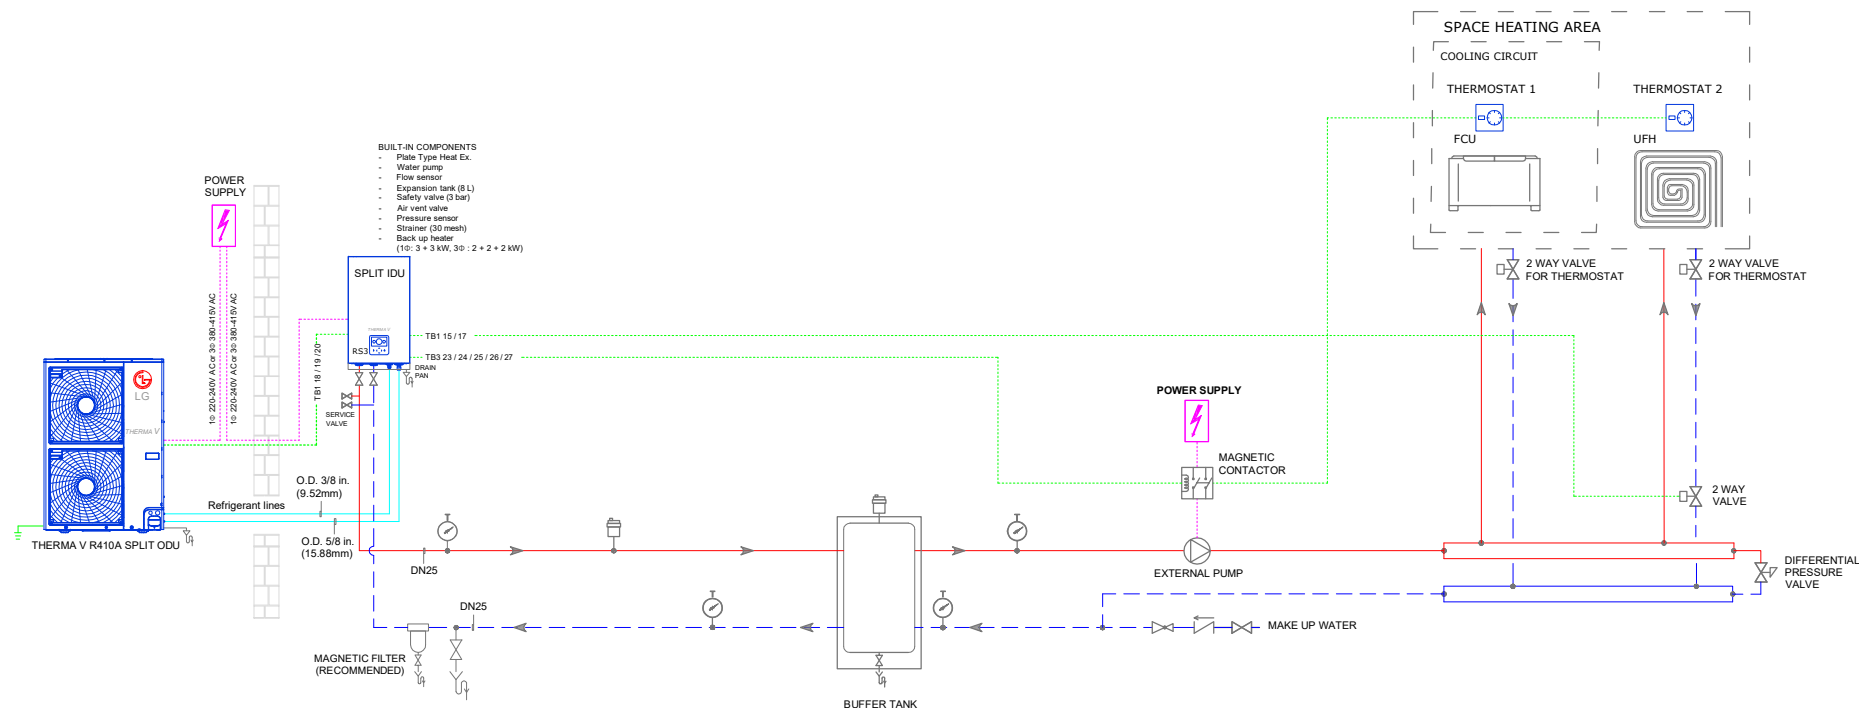 SPACE HEATING AREA
COOLING CIRCUIT
THERMOSTAT 1
THERMOSTAT 2
FCU
UFH
BUILT-IN COMPONENTS
- Plate Type Heat Ex.
- Water pump
- Flow sensor
- Expansion tank (8 L)
- Safety valve (3 bar)
- Air vent valve
- Pressure sensor
- Strainer (30 mesh)
- Back up heater
(1Φ: 3 + 3 kW, 3Φ : 2 + 2 + 2 kW)
POWER
SUPPLY
1Φ 220-240V AC or 3Φ 380-415V AC
1Φ 220-240V AC or 3Φ 380-415V AC
SPLIT IDU
THERMA V
RS3
TB1 18 / 19 / 20
TB1 15 / 17
TB3 23 / 24 / 25 / 26 / 27
DRAIN
PAN
SERVICE
VALVE
2 WAY VALVE
FOR THERMOSTAT
2 WAY VALVE
FOR THERMOSTAT
LG
LG
THERMA V
POWER SUPPLY
MAGNETIC
CONTACTOR
2 WAY
VALVE
O.D. 3/8 in.
(9.52mm)
Refrigerant lines
O.D. 5/8 in.
(15.88mm)
THERMA V R410A SPLIT ODU
DN25
EXTERNAL PUMP
DIFFERENTIAL
PRESSURE
VALVE
DN25
MAKE UP WATER
MAGNETIC FILTER
(RECOMMENDED)
BUFFER TANK